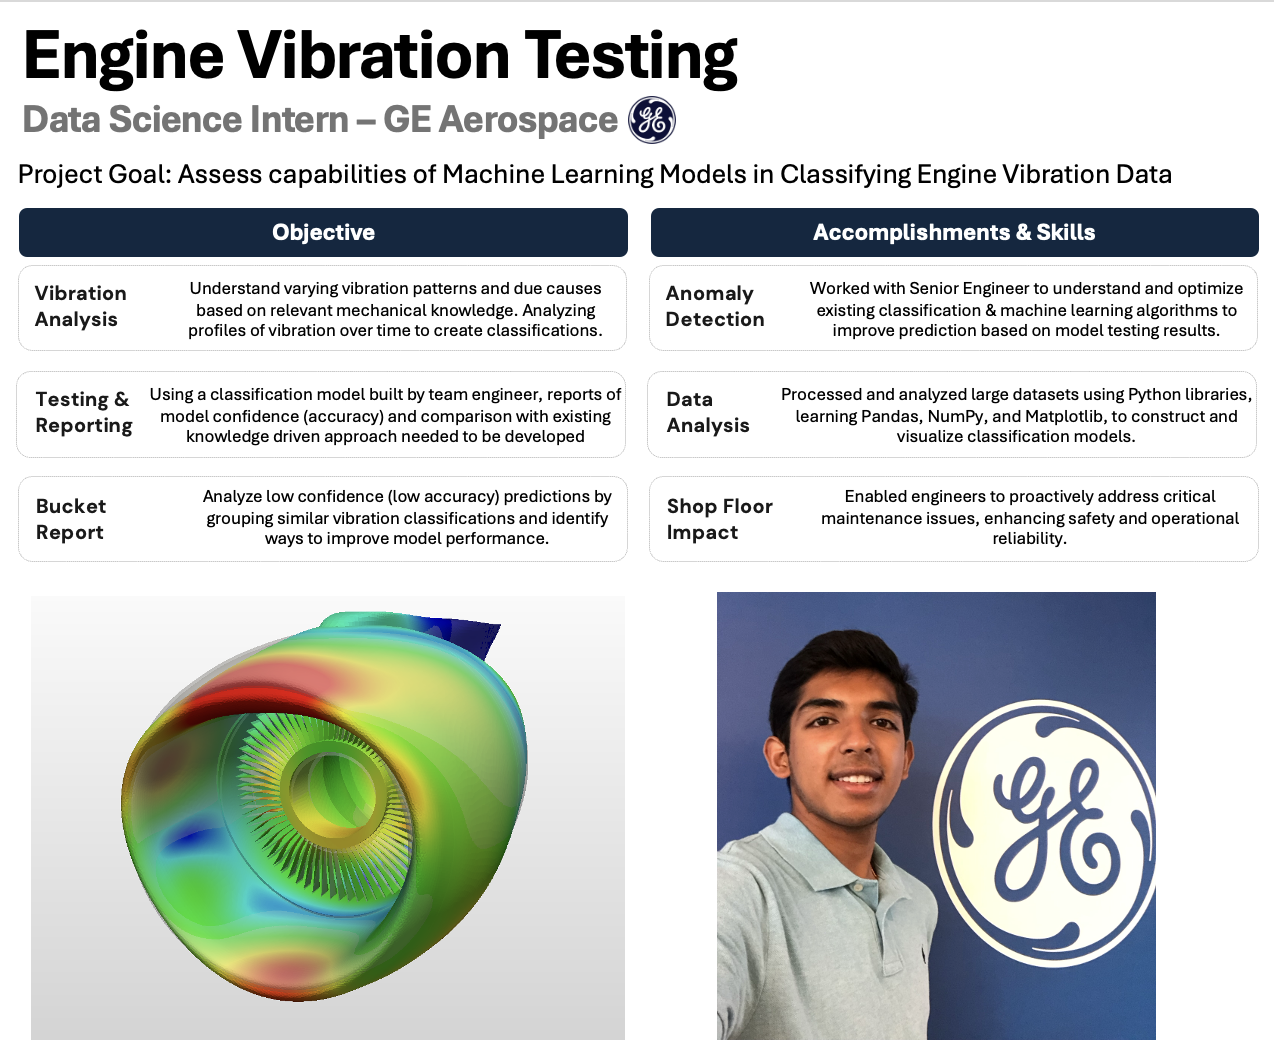 Engine Vibration Testing
Data Science Intern – GE Aerospace
GE
Project Goal: Assess capabilities of Machine Learning Models in Classifying Engine Vibration Data
Objective
Vibration
Analysis
Understand varying vibration patterns and due causes
based on relevant mechanical knowledge. Analyzing
profiles of vibration over time to create classifications.
Testing &
Reporting
Using a classification model built by team engineer, reports of
model confidence (accuracy) and comparison with existing
knowledge driven approach needed to be developed
Bucket
Report
Analyze low confidence (low accuracy) predictions by
grouping similar vibration classifications and identify
ways to improve model performance.
Accomplishments & Skills
Anomaly
Detection
Worked with Senior Engineer to understand and optimize
existing classification & machine learning algorithms to
improve prediction based on model testing results.
Data
Analysis
Processed and analyzed large datasets using Python libraries,
learning Pandas, NumPy, and Matplotlib, to construct and
visualize classification models.
Shop Floor
Impact
Enabled engineers to proactively address critical
maintenance issues, enhancing safety and operational
reliability.
GE